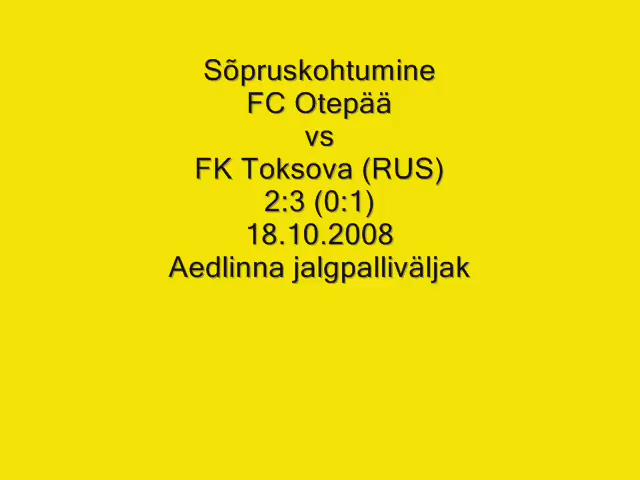 Sõpruskohtumine
FC Otepää
vs
FK Toksova (RUS)
2:3 (0:1)
18.10.2008
Aedlinna jalgpalliväljak